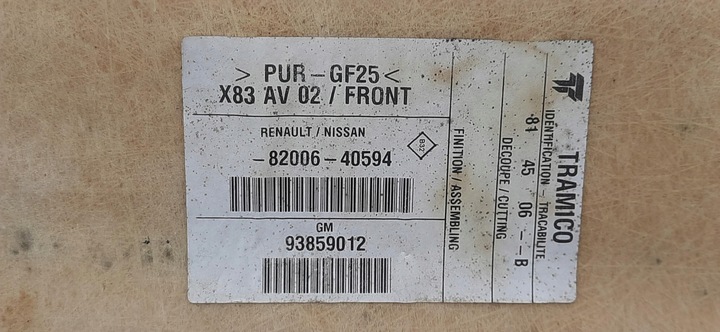 > PUR - GF25 <
X83 AV 02 / FRONT
RENAULT / NISSAN
-82006-40594
B32
GM
93859012
FINITION / ASSEMBLING
DECOUPE / CUTTING
81 45 06 - - B
IDENTIFICATION - TRACABILITE
TRAMICO